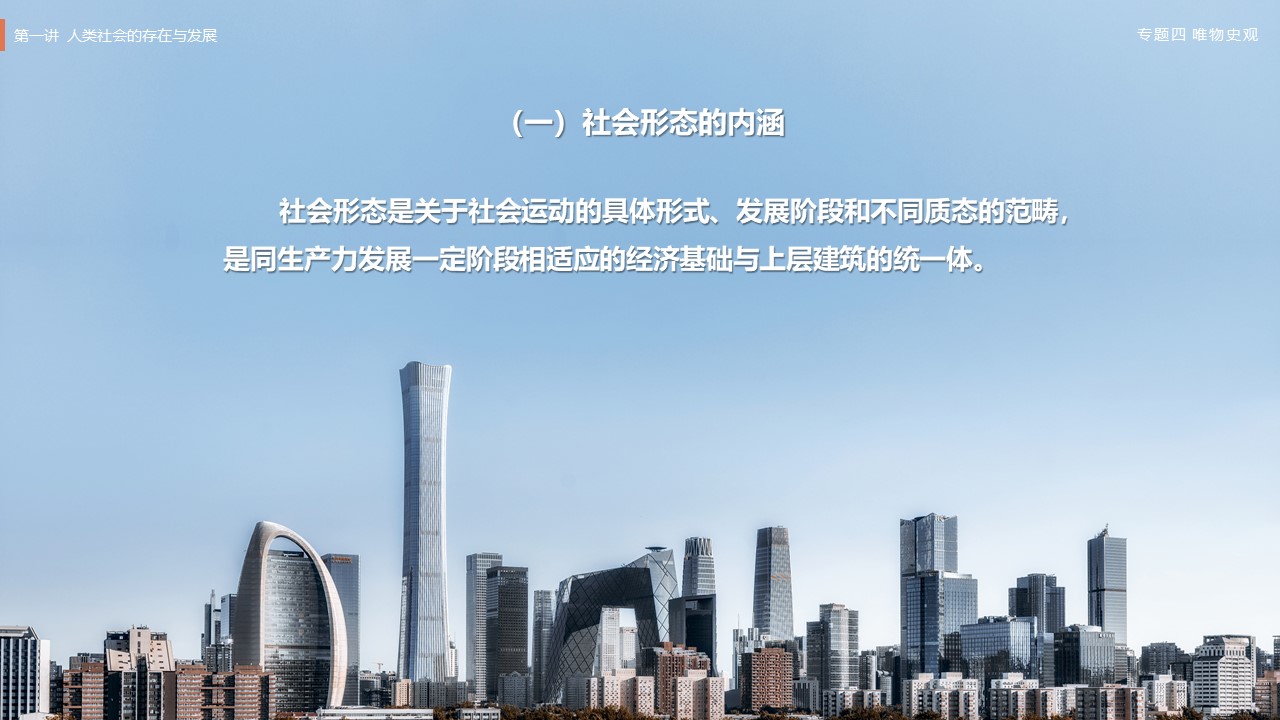 第一讲 人类社会的存在与发展
专题四 唯物史观
（一）社会形态的内涵
社会形态是关于社会运动的具体形式、发展阶段和不同质态的范畴，
是同生产力发展一定阶段相适应的经济基础与上层建筑的统一体。